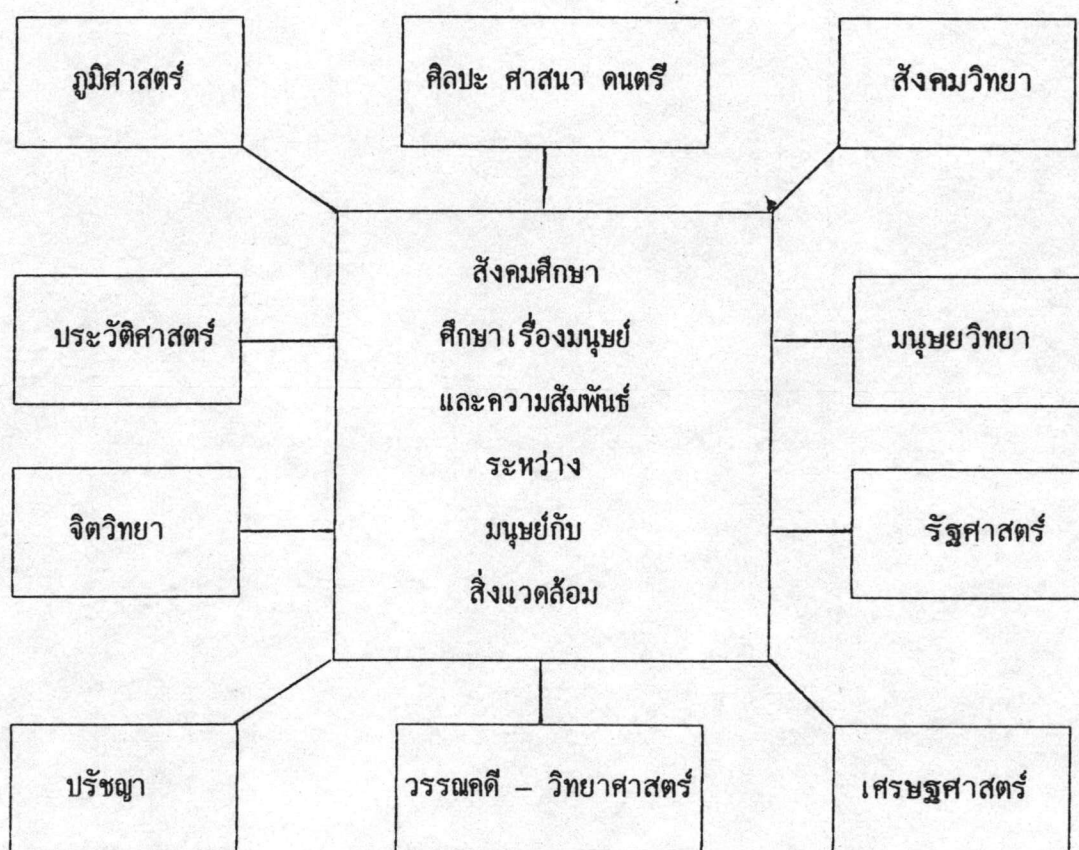 ภูมิศาสตร์
ศิลปะ ศาสนา ดนตรี
สังคมวิทยา
สังคมศึกษา
ศึกษาเรื่องมนุษย์
และความสัมพันธ์
ระหว่าง
มนุษย์กับ
สิ่งแวดล้อม
ประวัติศาสตร์
มนุษยวิทยา
จิตวิทยา
รัฐศาสตร์
ปรัชญา
วรรณคดี – วิทยาศาสตร์
เศรษฐศาสตร์